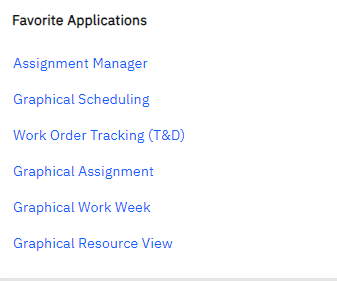 Favorite Applications
Assignment Manager
Graphical Scheduling
Work Order Tracking (T&D)
Graphical Assignment
Graphical Work Week
Graphical Resource View